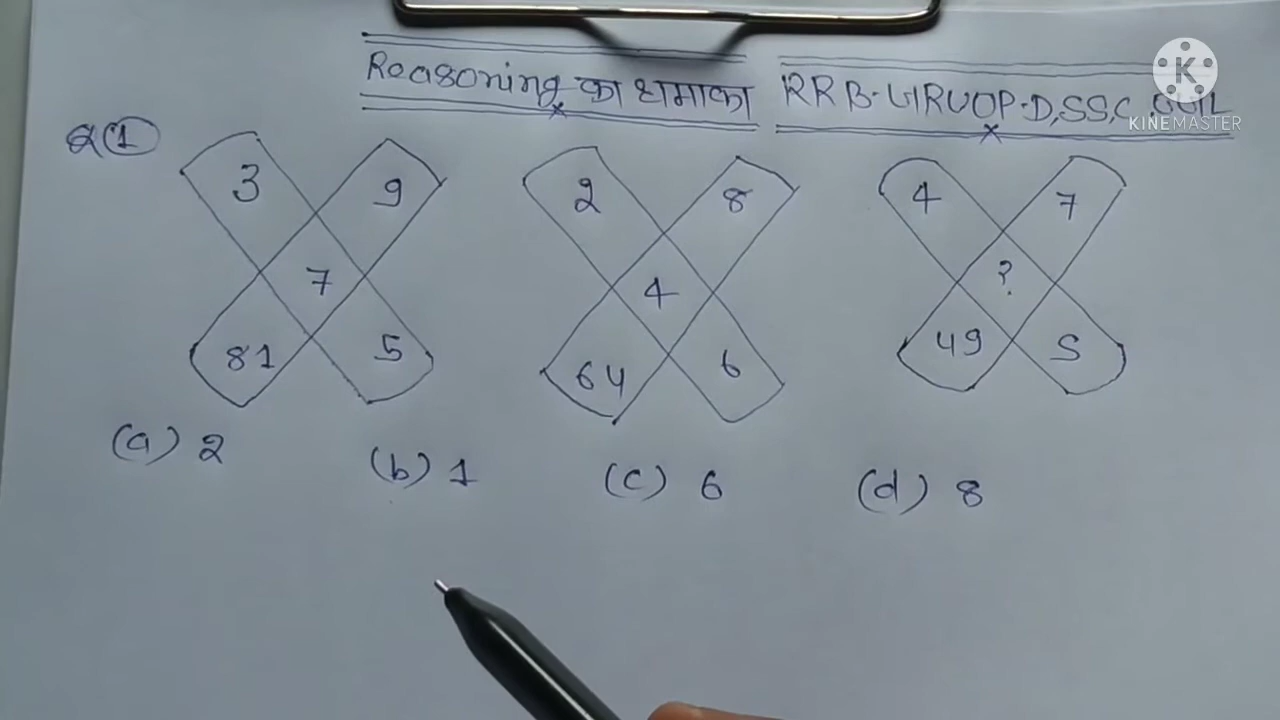 Reasoning का धमाका RRB. GROUP-D, SSC, CGL
K
KINEMASTER
Q 1
3 9 2 8 4 7
7 4 ?
81 5 64 6 49 5
(a) 2 (b) 1 (c) 6 (d) 8